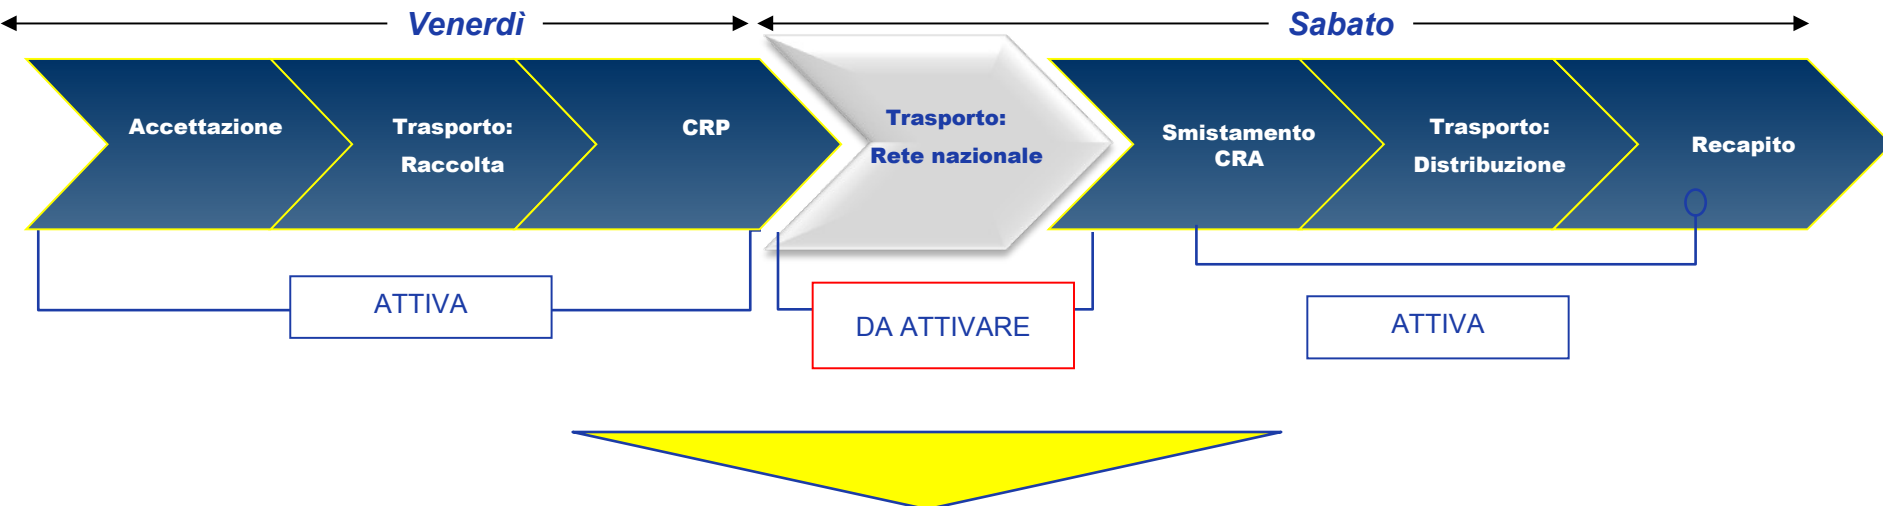 Venerdì
Sabato
Accettazione
Trasporto:
Raccolta
CRP
Trasporto:
Rete nazionale
Smistamento
CRA
Trasporto:
Distribuzione
Recapito
ATTIVA
DA ATTIVARE
ATTIVA